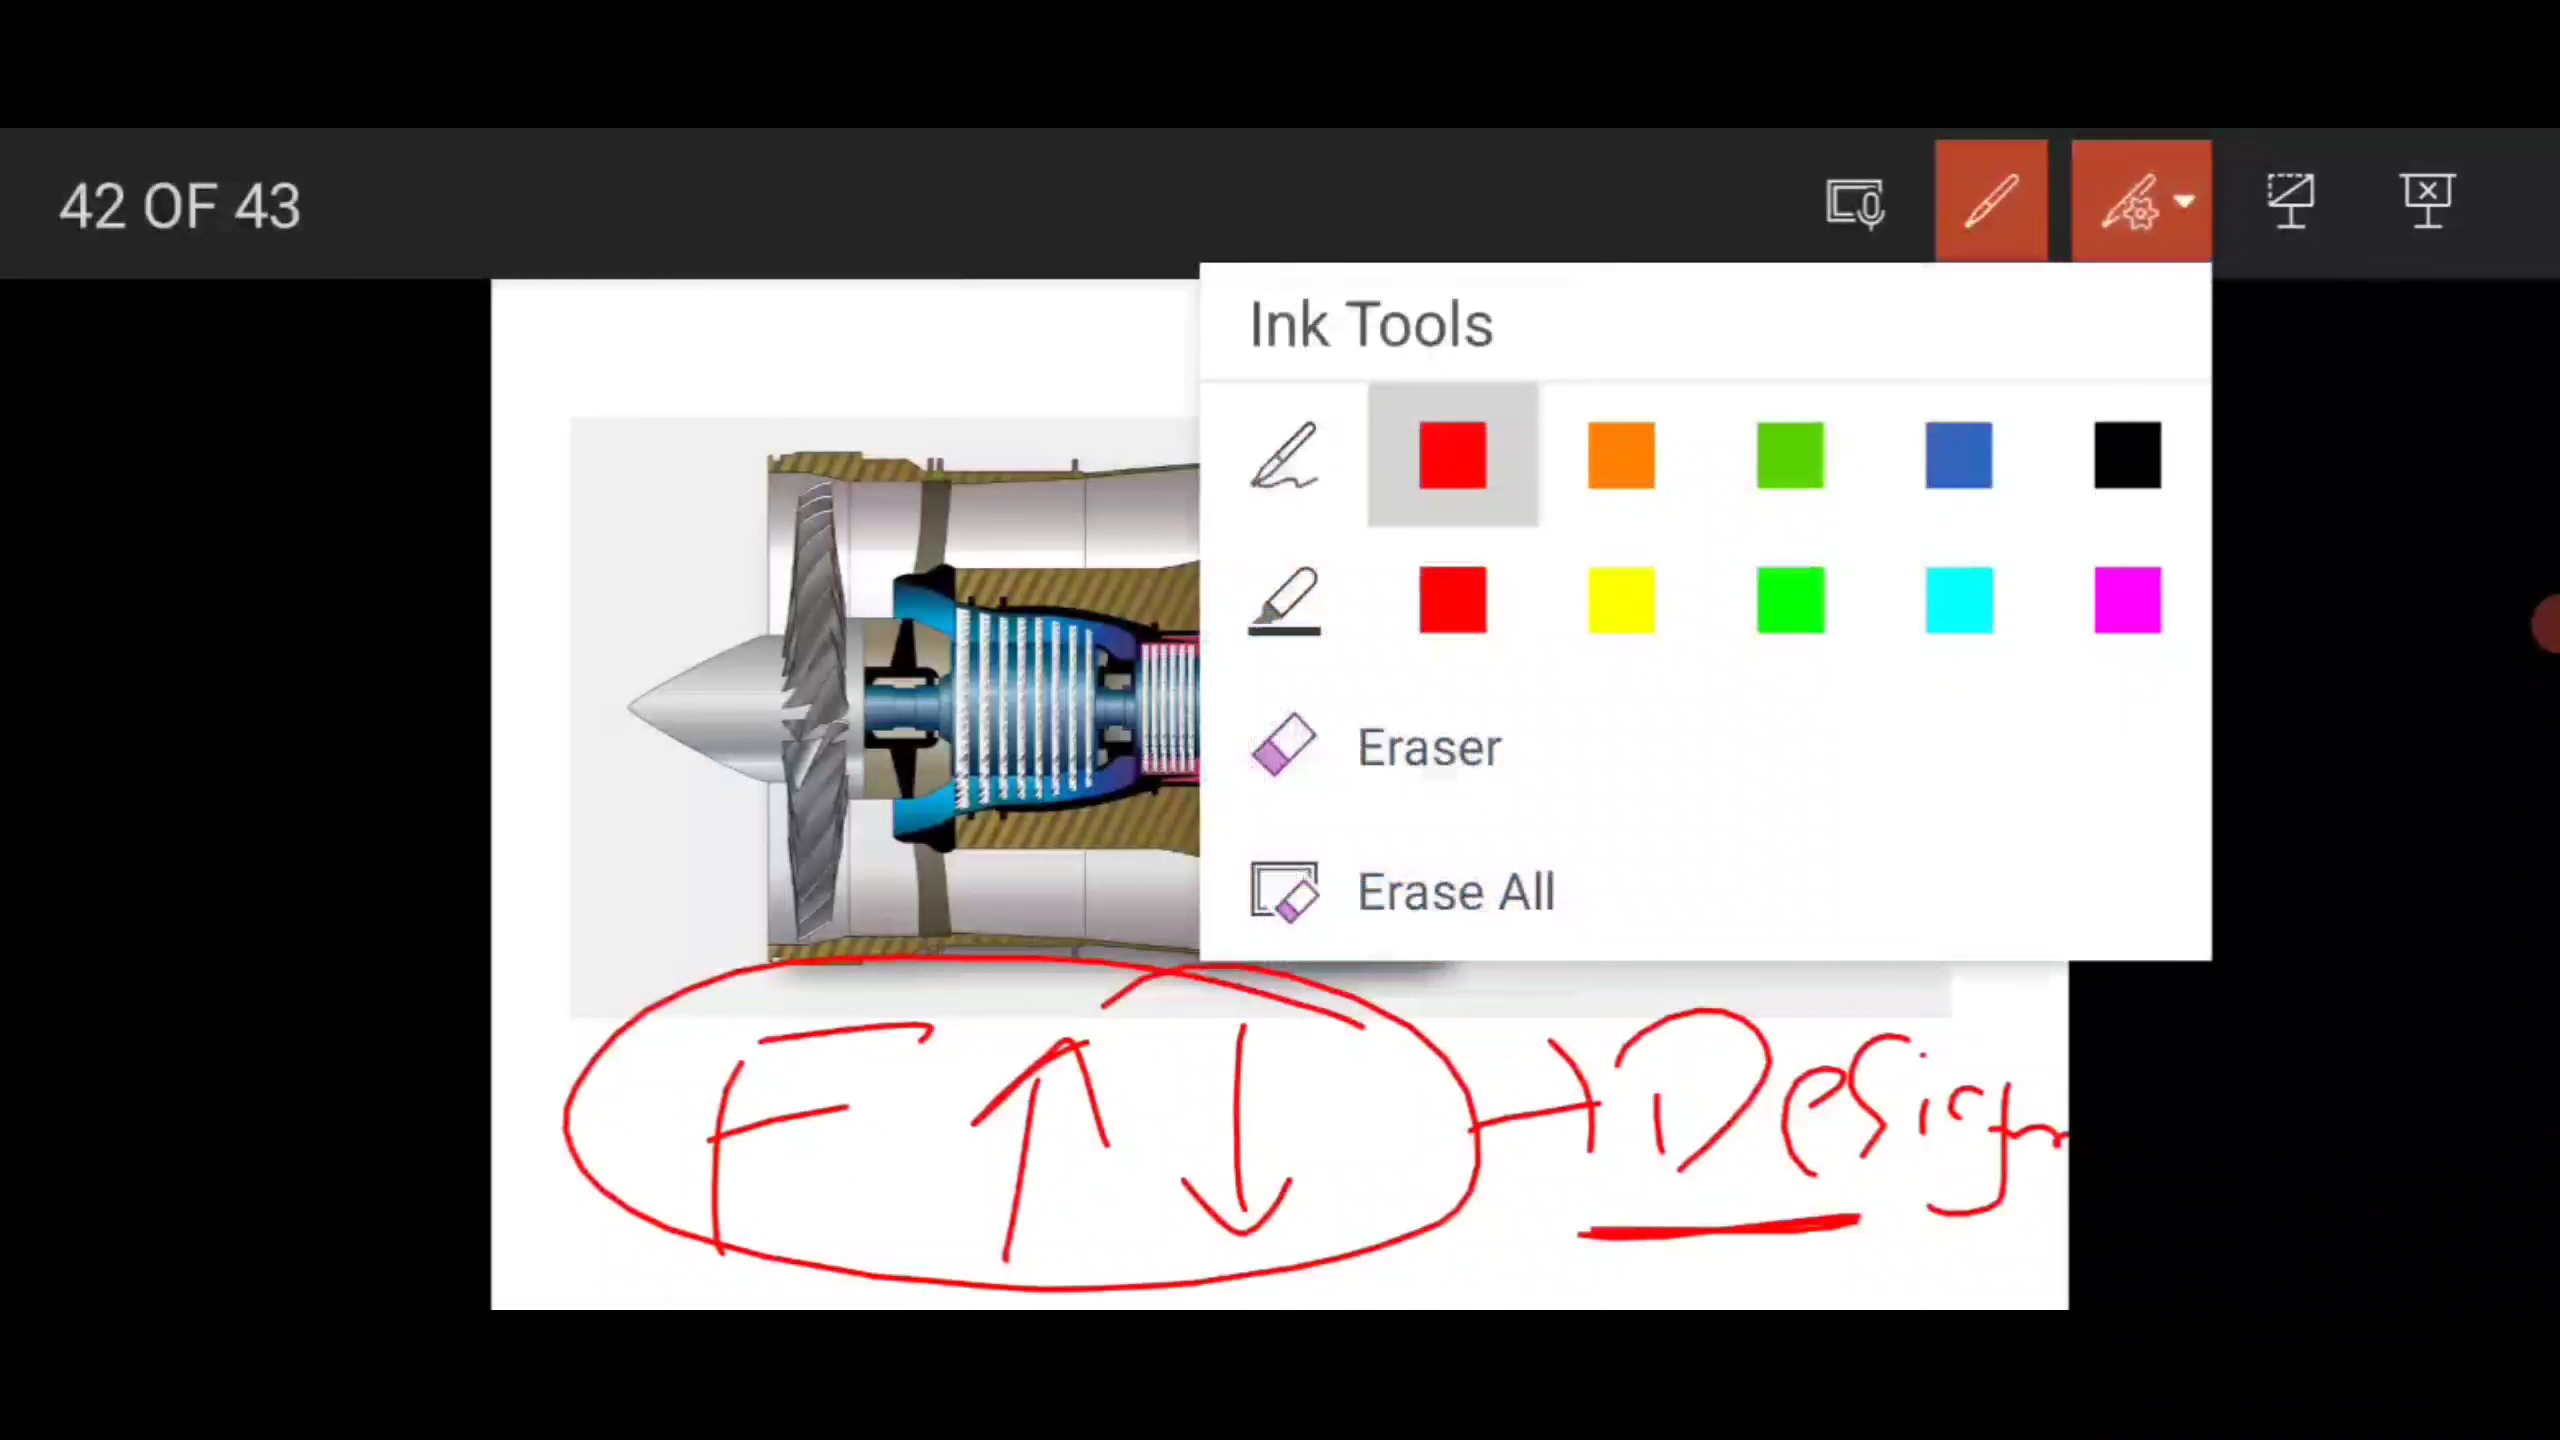 42 OF 43
Ink Tools
Eraser
Erase All
F ↑ ↓ → Design